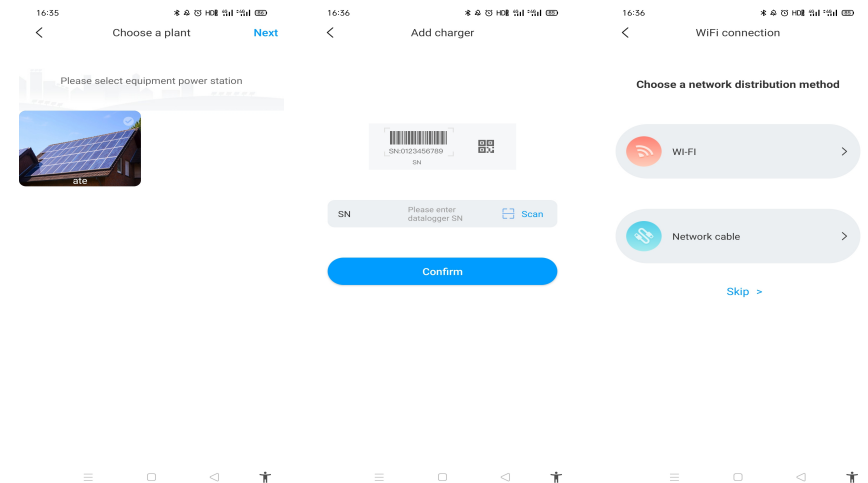 16:35
Choose a plant
Next
Please select equipment power station
ate
16:36
Add charger
SN:0123456789
SN
SN
Please enter
datalogger SN
Scan
Confirm
16:36
WiFi connection
Choose a network distribution method
WI-FI
Network cable
Skip >